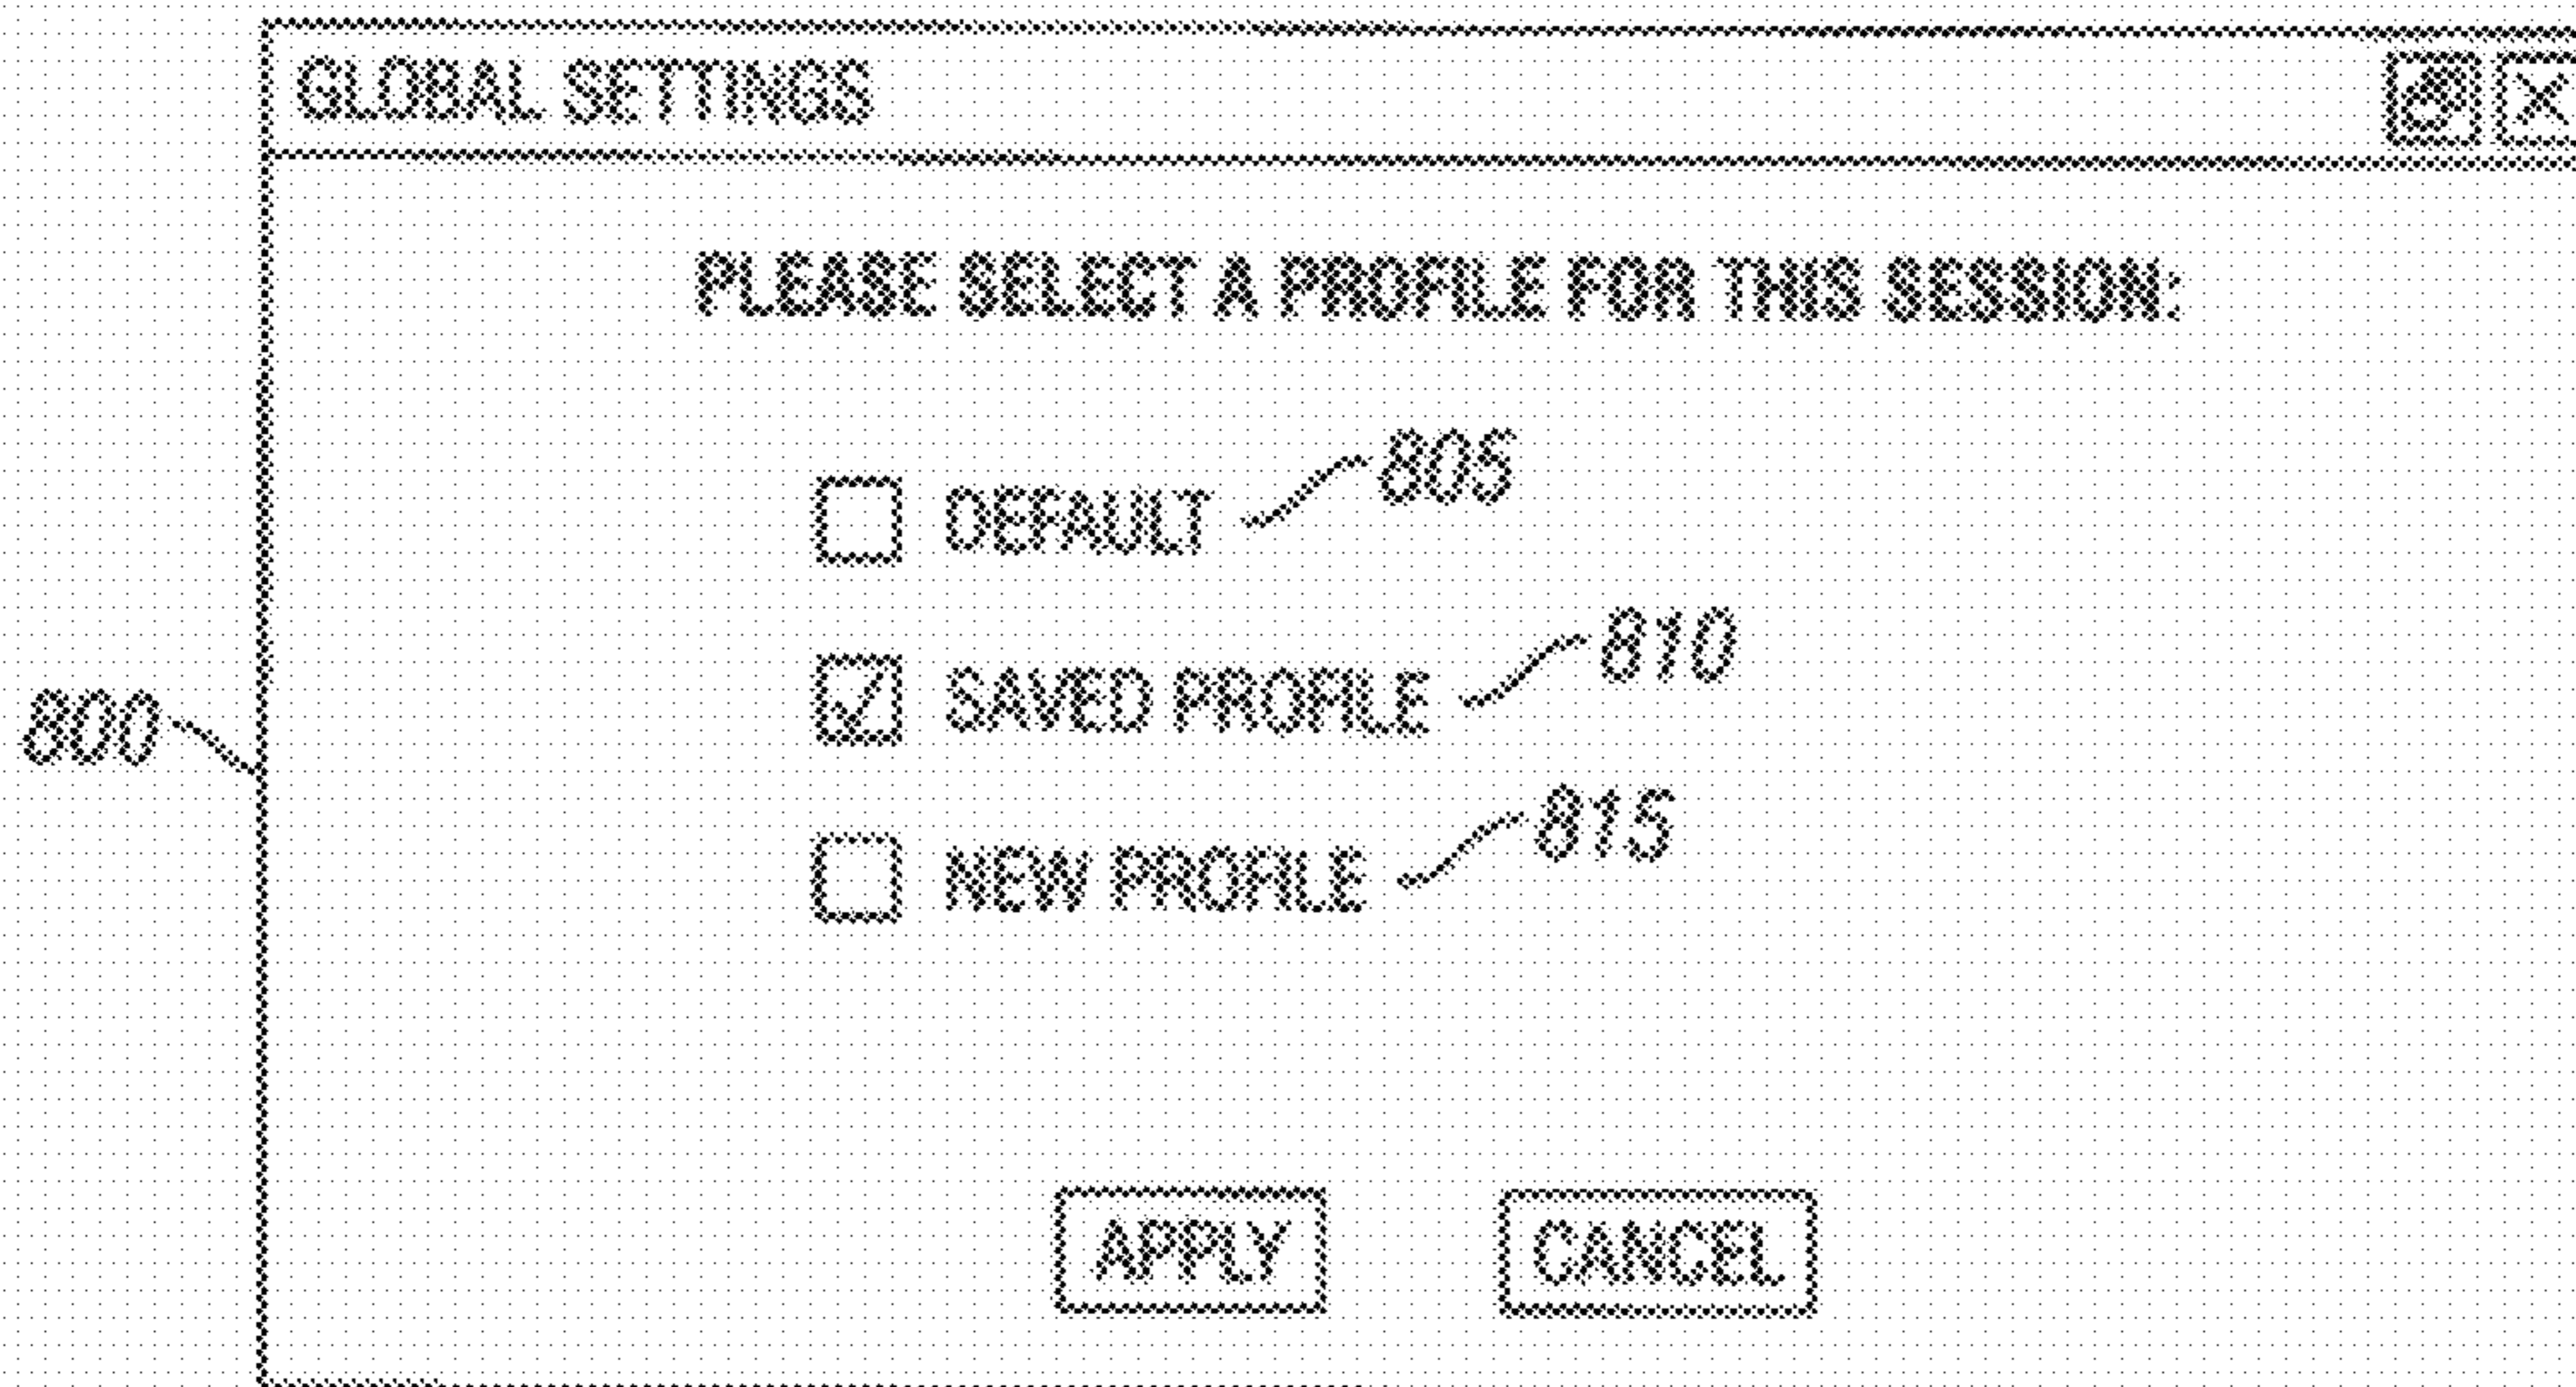 GLOBAL SETTINGS X
PLEASE SELECT A PROFILE FOR THIS SESSION:
DEFAULT 805
SAVED PROFILE 810
800
NEW PROFILE 815
APPLY CANCEL